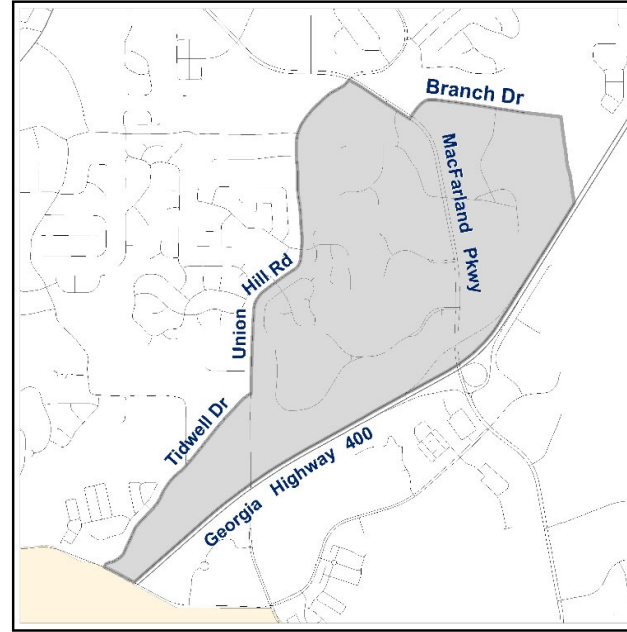 Branch Dr
MacFarland Pkwy
Union Hill Rd
Tidwell Dr
Georgia Highway 400